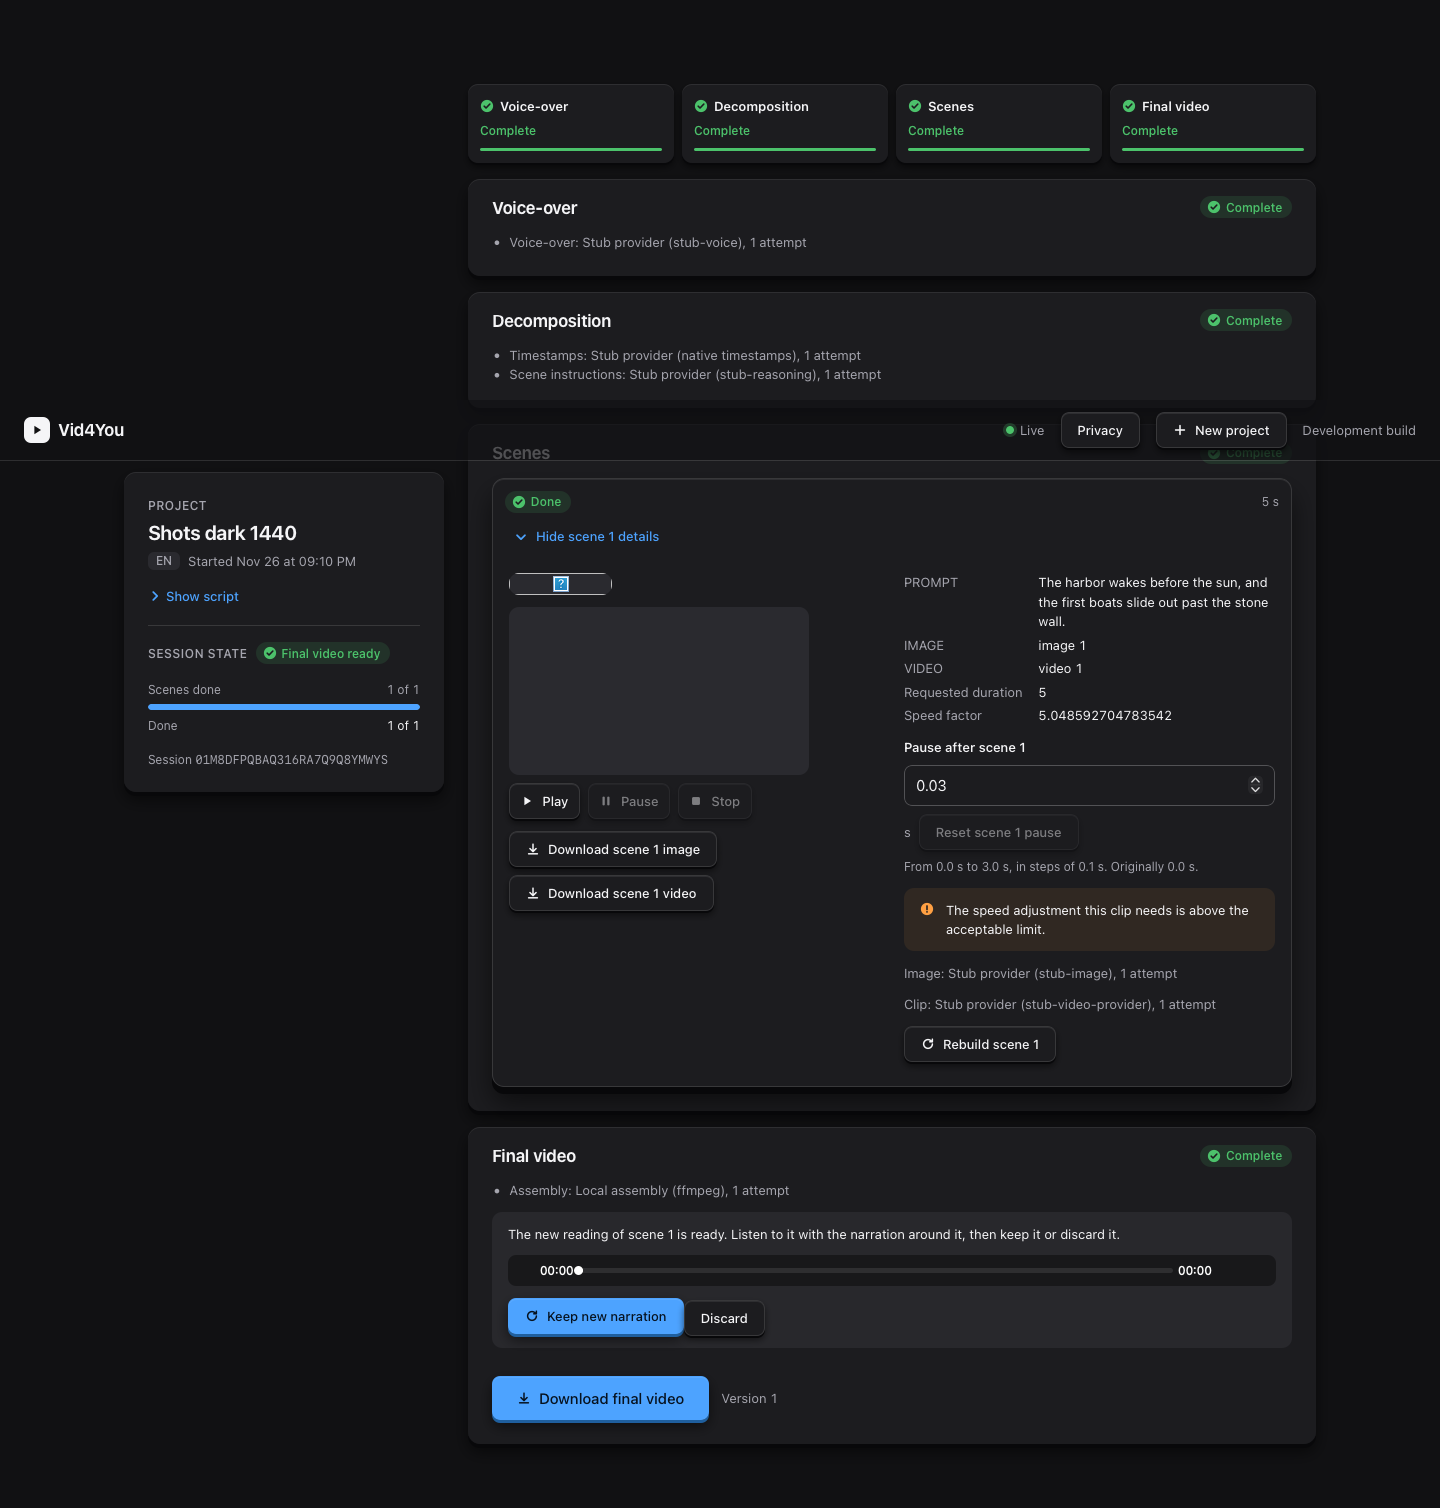 Voice-over
Complete
Decomposition
Complete
Scenes
Complete
Final video
Complete
Voice-over
Complete
Voice-over: Stub provider (stub-voice), 1 attempt
Decomposition
Complete
Timestamps: Stub provider (native timestamps), 1 attempt
Scene instructions: Stub provider (stub-reasoning), 1 attempt
Vid4You
Live
Privacy
New project
Development build
Scenes
Complete
PROJECT
Shots dark 1440
EN Started Nov 26 at 09:10 PM
Show script
SESSION STATE Final video ready
Scenes done 1 of 1
Done 1 of 1
Session 01M8DFPQBAQ316RA7Q9Q8YMWYS
Done
5 s
Hide scene 1 details
?
Play
Pause
Stop
Download scene 1 image
Download scene 1 video
PROMPT The harbor wakes before the sun, and
the first boats slide out past the stone
wall.
IMAGE image 1
VIDEO video 1
Requested duration 5
Speed factor 5.048592704783542
Pause after scene 1
0.03
s Reset scene 1 pause
From 0.0 s to 3.0 s, in steps of 0.1 s. Originally 0.0 s.
The speed adjustment this clip needs is above the
acceptable limit.
Image: Stub provider (stub-image), 1 attempt
Clip: Stub provider (stub-video-provider), 1 attempt
Rebuild scene 1
Final video
Complete
Assembly: Local assembly (ffmpeg), 1 attempt
The new reading of scene 1 is ready. Listen to it with the narration around it, then keep it or discard it.
00:00 00:00
Keep new narration
Discard
Download final video
Version 1